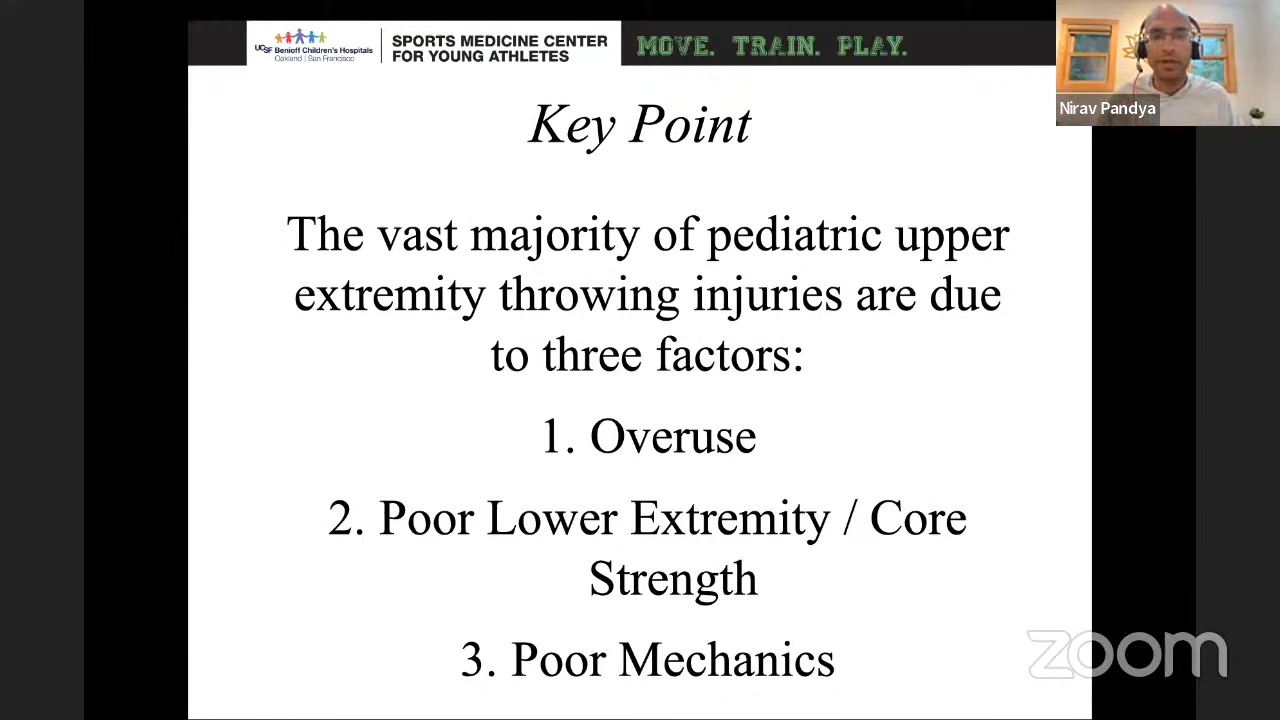 UCSF Benioff Children's Hospitals
Oakland | San Francisco
SPORTS MEDICINE CENTER
FOR YOUNG ATHLETES
MOVE. TRAIN. PLAY.
Nirav Pandya
Key Point
The vast majority of pediatric upper
extremity throwing injuries are due
to three factors:
1. Overuse
2. Poor Lower Extremity / Core
Strength
3. Poor Mechanics
zoom